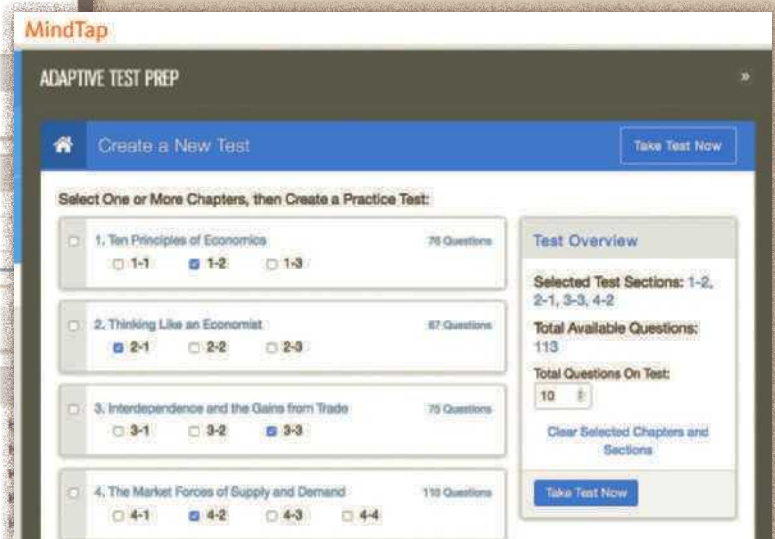 MindTap
ADAPTIVE TEST PREP
»
Create a New Test
Take Test Now
Select One or More Chapters, then Create a Practice Test:
1. Ten Principles of Economics
76 Questions
1-1 1-2 1-3
2. Thinking Like an Economist
67 Questions
2-1 2-2 2-3
3. Interdependence and the Gains from Trade
75 Questions
3-1 3-2 3-3
4. The Market Forces of Supply and Demand
110 Questions
4-1 4-2 4-3 4-4
Test Overview
Selected Test Sections: 1-2,
2-1, 3-3, 4-2
Total Available Questions:
113
Total Questions On Test:
10
Clear Selected Chapters and
Sections
Take Test Now